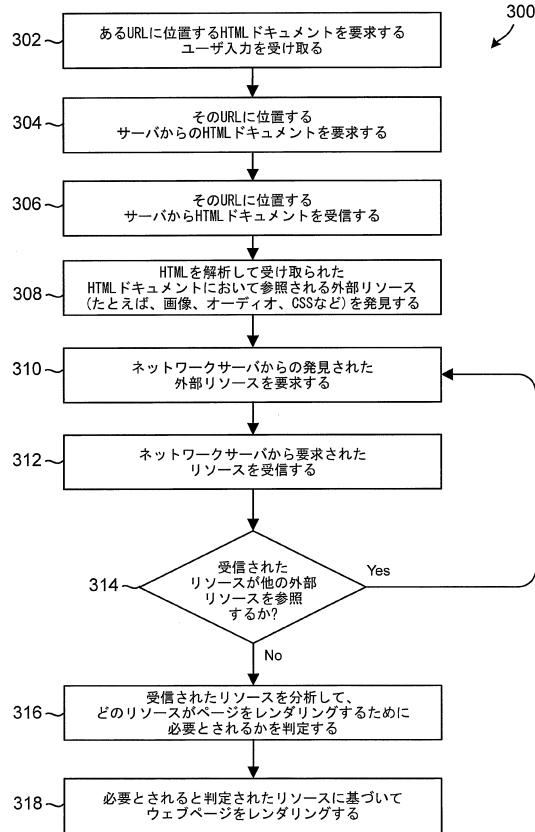 300
302
あるURLに位置するHTMLドキュメントを要求する
ユーザ入力を受け取る
304
そのURLに位置する
サーバからのHTMLドキュメントを要求する
306
そのURLに位置する
サーバからHTMLドキュメントを受信する
308
HTMLを解析して受け取られた
HTMLドキュメントにおいて参照される外部リソース
(たとえば、画像、オーディオ、CSSなど)を発見する
310
ネットワークサーバからの発見された
外部リソースを要求する
312
ネットワークサーバから要求された
リソースを受信する
314
受信された
リソースが他の外部
リソースを参照
するか?
Yes
No
316
受信されたリソースを分析して、
どのリソースがページをレンダリングするために
必要とされるかを判定する
318
必要とされると判定されたリソースに基づいて
ウェブページをレンダリングする